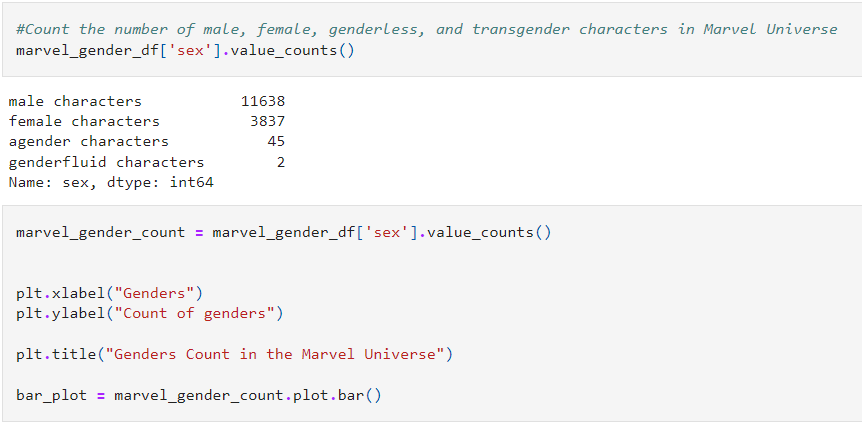 #Count the number of male, female, genderless, and transgender characters in Marvel Universe
marvel_gender_df['sex'].value_counts()
male characters 11638
female characters 3837
agender characters 45
genderfluid characters 2
Name: sex, dtype: int64
marvel_gender_count = marvel_gender_df['sex'].value_counts()
plt.xlabel("Genders")
plt.ylabel("Count of genders")
plt.title("Genders Count in the Marvel Universe")
bar_plot = marvel_gender_count.plot.bar()